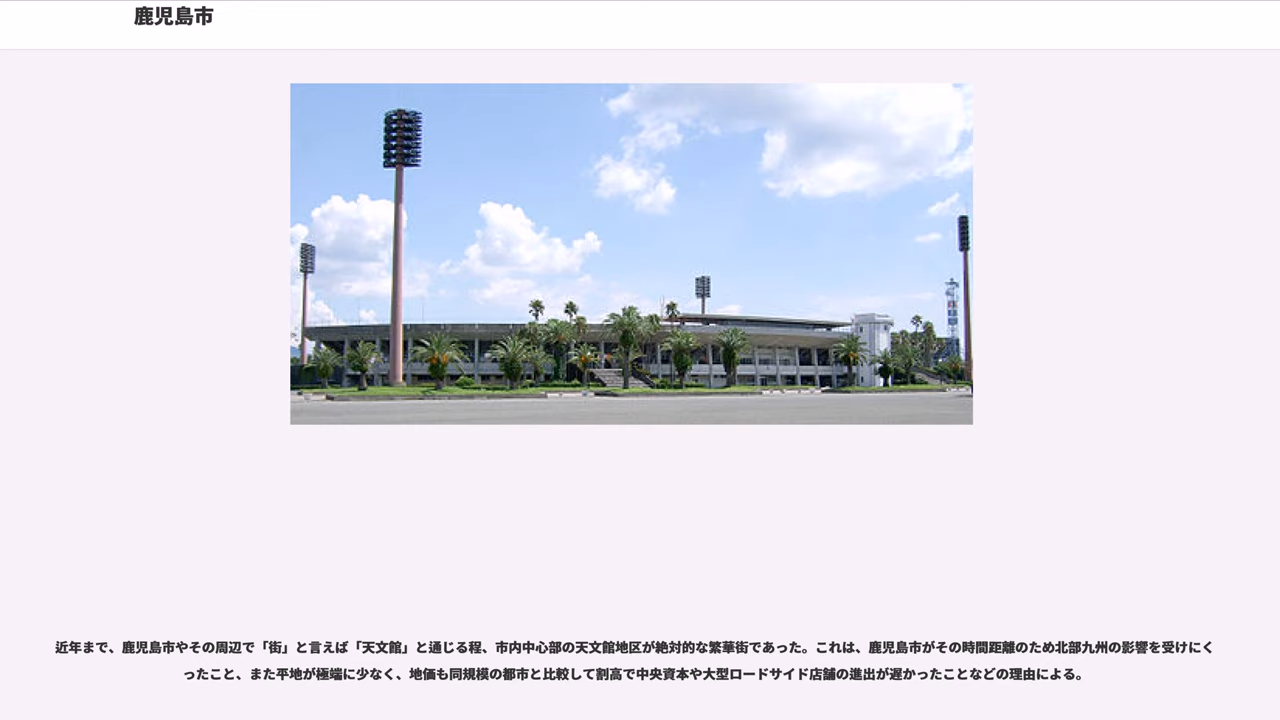 鹿児島市
近年まで、鹿児島市やその周辺で「街」と言えば「天文館」と通じる程、市内中心部の天文館地区が絶対的な繁華街であった。これは、鹿児島市がその時間距離のため北部九州の影響を受けにく
ったこと、また平地が極端に少なく、地価も同規模の都市と比較して割高で中央資本や大型ロードサイド店舗の進出が遅かったことなどの理由による。